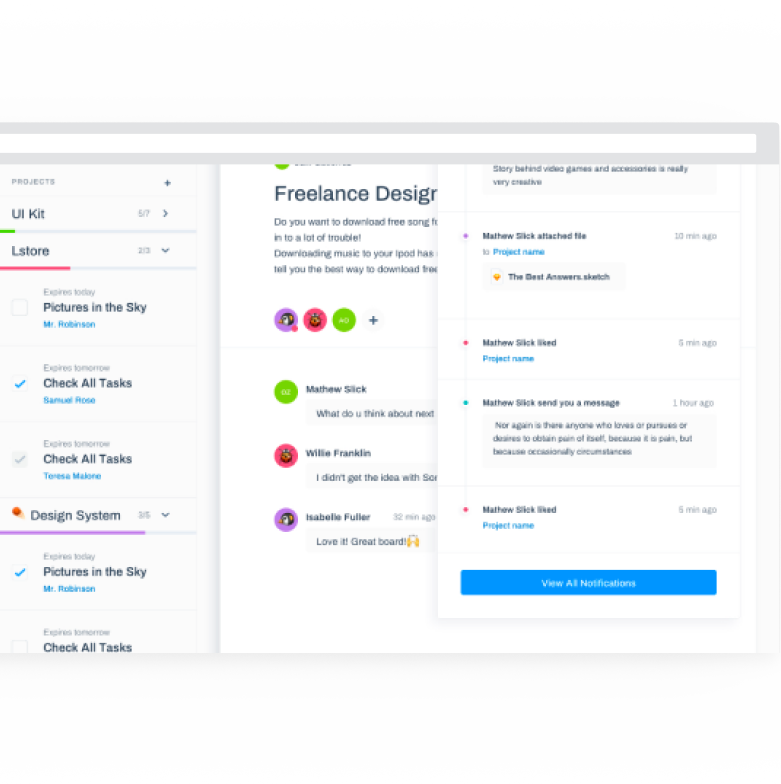 PROJECTS
+
UI Kit 5/7
Lstore 2/3
Expires today
Pictures in the Sky
Mr. Robinson
Expires tomorrow
Check All Tasks
Samuel Rose
Expires tomorrow
Check All Tasks
Teresa Malone
Design System 3/5
Expires today
Pictures in the Sky
Mr. Robinson
Expires tomorrow
Check All Tasks
Freelance Design
Do you want to download free song f
in to a lot of trouble!
Downloading music to your Ipod has
tell you the best way to download free
AO
+
OZ
Mathew Slick
What do u think about next
Willie Franklin
I didn't get the idea with Son
Isabelle Fuller 32 min ago
Love it! Great board!🙌
Story behind video games and accessories is really
very creative
Mathew Slick attached file 10 min ago
to Project name
The Best Answers.sketch
Mathew Slick liked 5 min ago
Project name
Mathew Slick send you a message 1 hour ago
Nor again is there anyone who loves or pursues or
desires to obtain pain of itself, because it is pain, but
because occasionally circumstances
Mathew Slick liked 5 min ago
Project name
View All Notifications